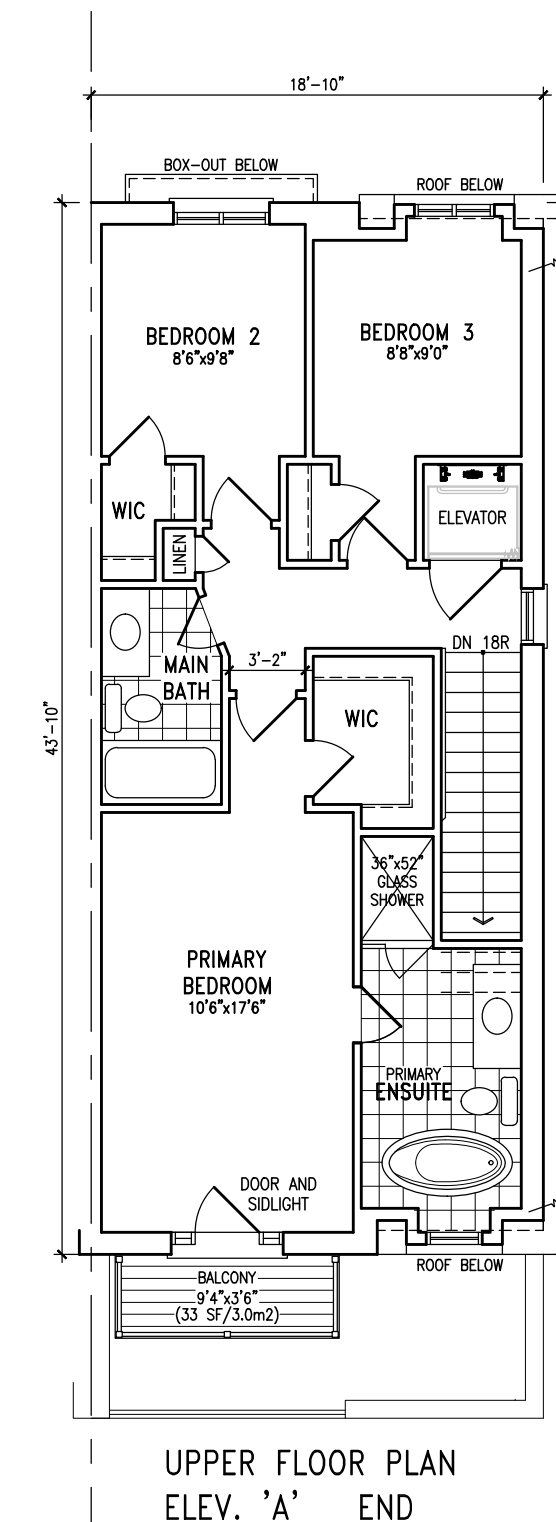 18'-10"
BOX-OUT BELOW
ROOF BELOW
BEDROOM 2
8'6"x9'8"
BEDROOM 3
8'8"x9'0"
WIC
LINEN
ELEVATOR
DN 18R
3'-2"
MAIN
BATH
WIC
43'-10"
36"x52"
GLASS
SHOWER
PRIMARY
BEDROOM
10'6"x17'6"
PRIMARY
ENSUITE
DOOR AND
SIDLIGHT
ROOF BELOW
BALCONY
9'4"x3'6"
(33 SF/3.0m2)
UPPER FLOOR PLAN
ELEV. 'A' END